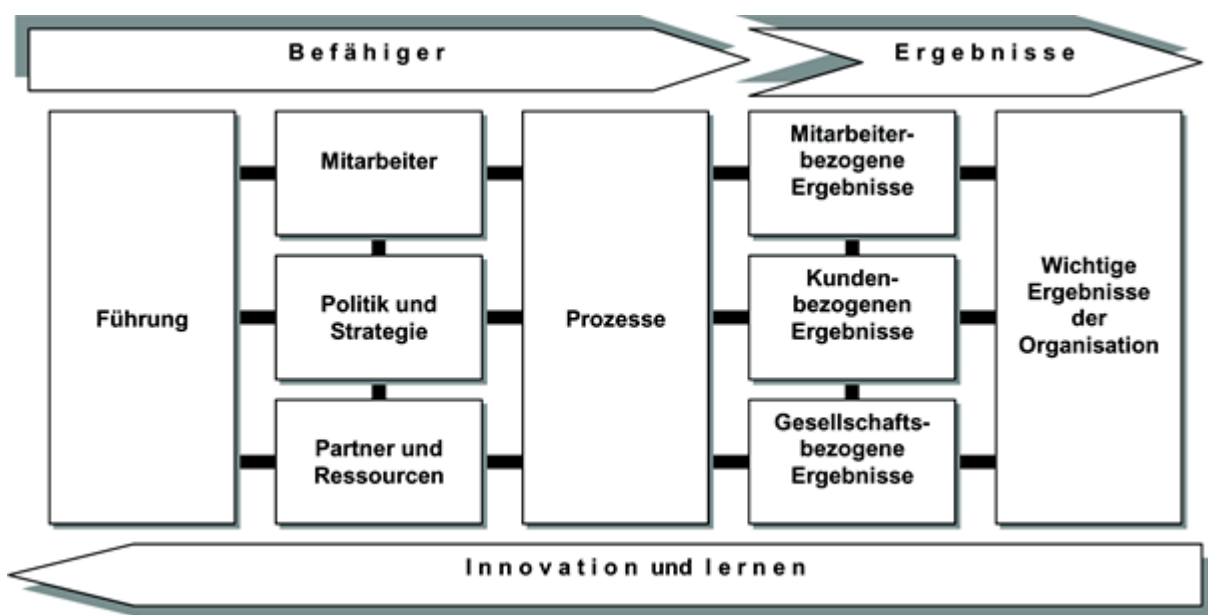 Befähiger
Ergebnisse
Führung
Mitarbeiter
Politik und
Strategie
Partner und
Ressourcen
Prozesse
Mitarbeiter-
bezogene
Ergebnisse
Kunden-
bezogenen
Ergebnisse
Gesellschafts-
bezogene
Ergebnisse
Wichtige
Ergebnisse
der
Organisation
Innovation und lernen